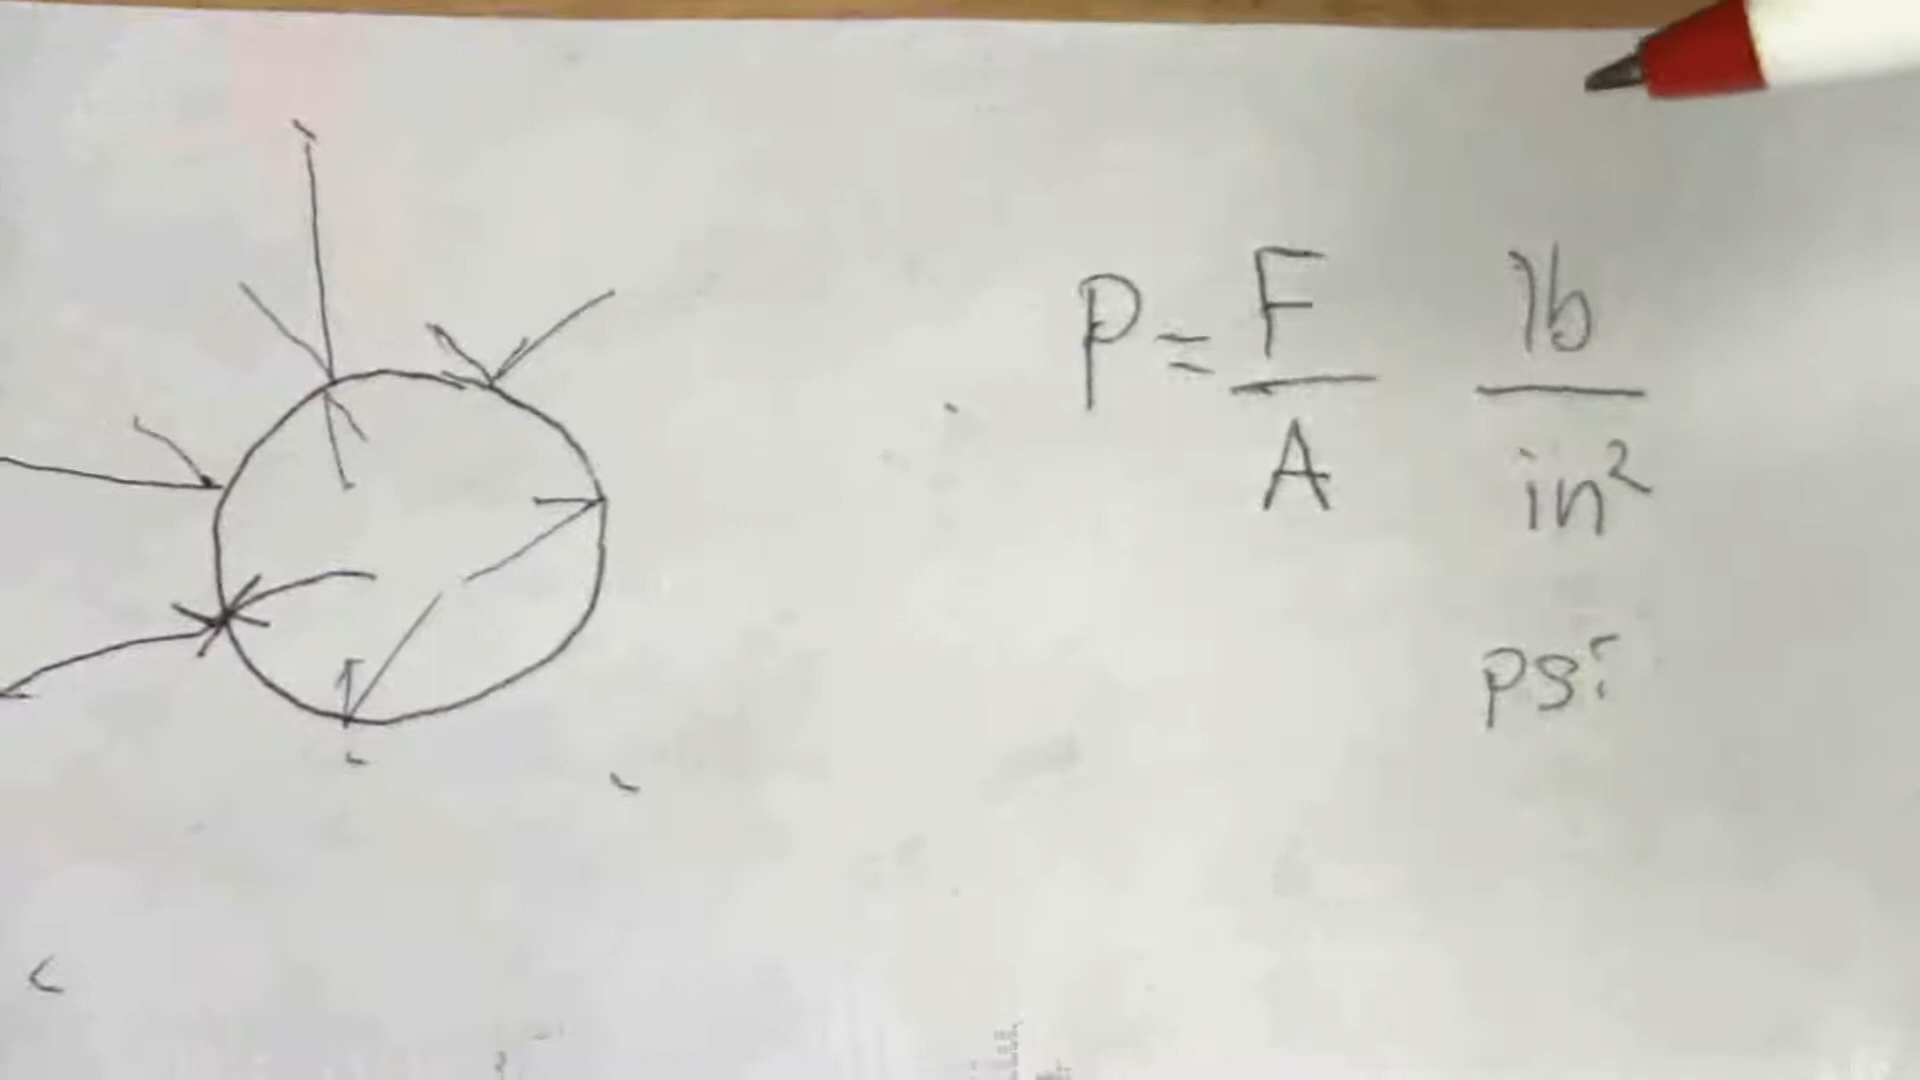 P = F/A lb/in²
psi